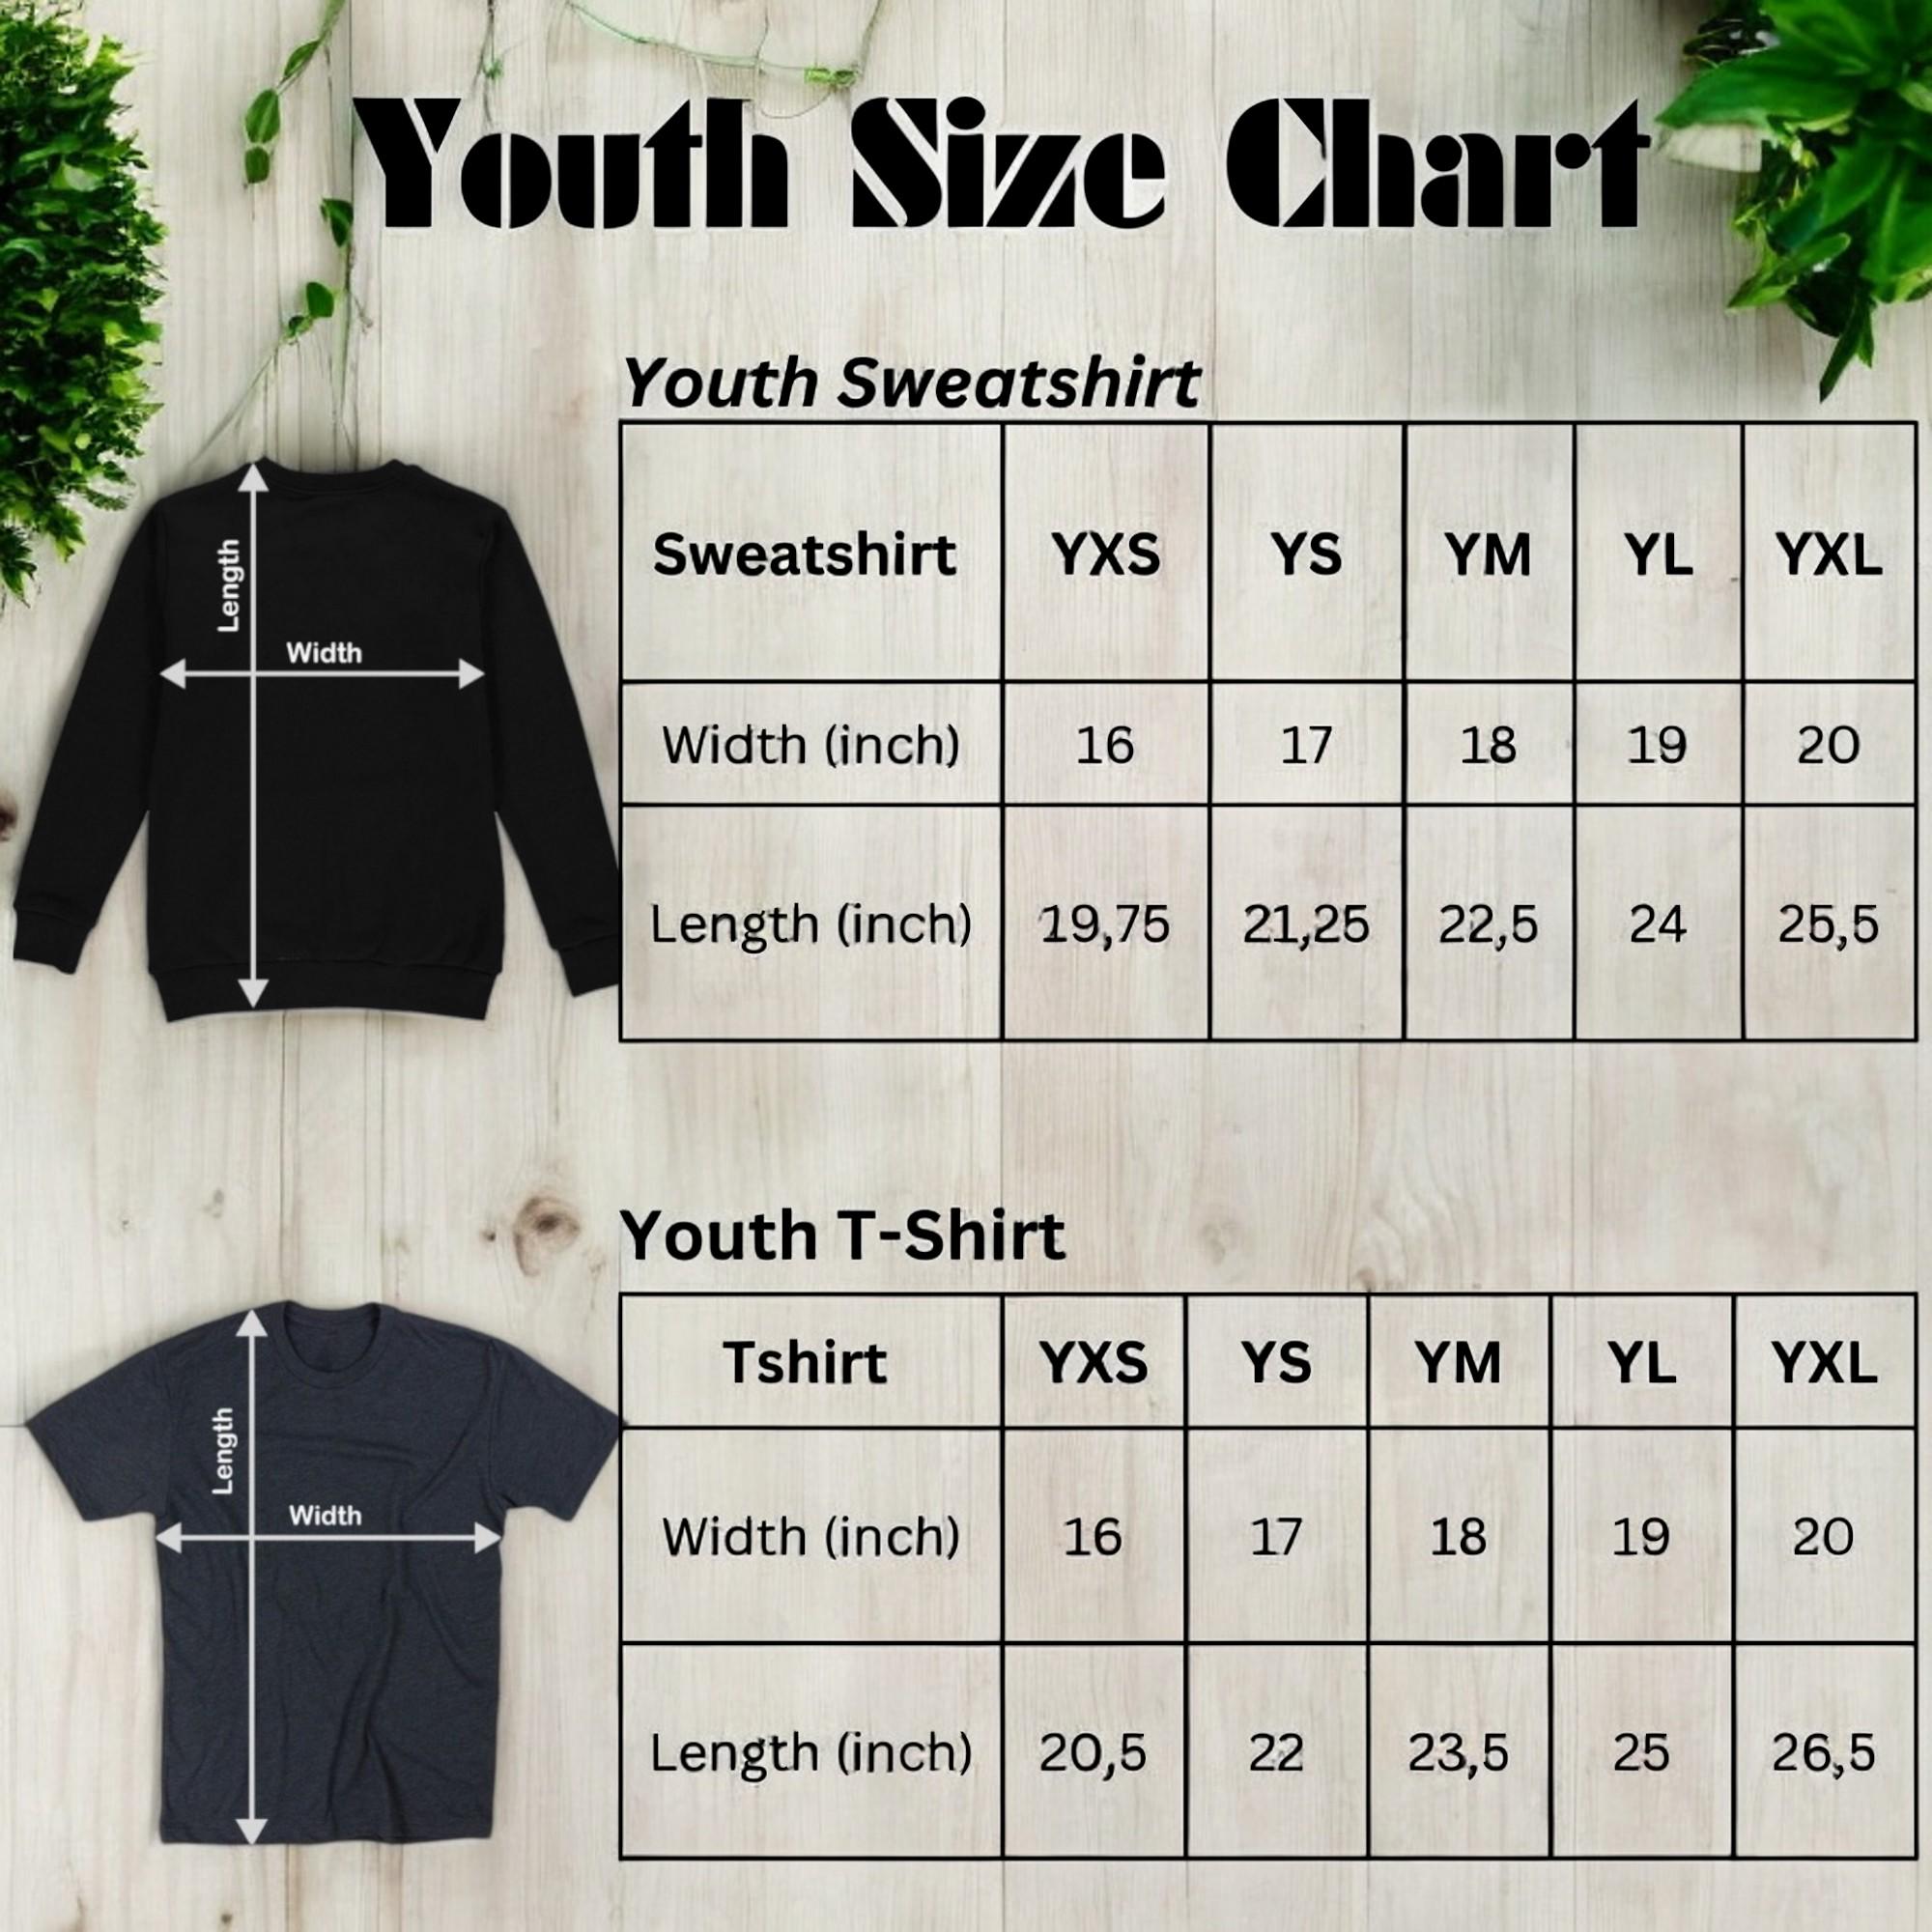 Youth Size Chart
Youth Sweatshirt
Length
Width
Sweatshirt YXS YS YM YL YXL
Width (inch) 16 17 18 19 20
Length (inch) 19,75 21,25 22,5 24 25,5
Youth T-Shirt
Length
Width
Tshirt YXS YS YM YL YXL
Width (inch) 16 17 18 19 20
Length (inch) 20,5 22 23,5 25 26,5